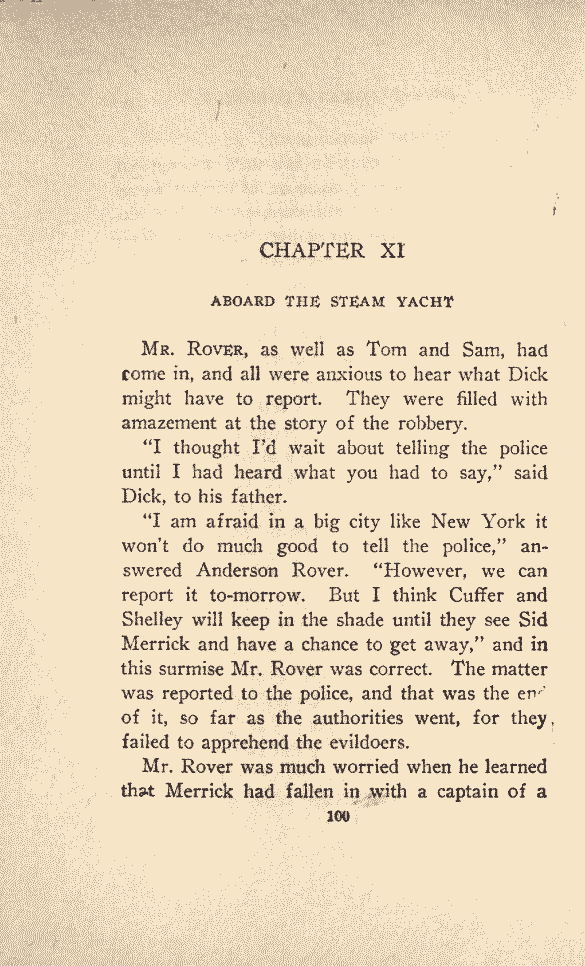 CHAPTER XI
ABOARD THE STEAM YACHT
MR. ROVER, as well as Tom and Sam, had
come in, and all were anxious to hear what Dick
might have to report. They were filled with
amazement at the story of the robbery.
“I thought I’d wait about telling the police
until I had heard what you had to say,” said
Dick, to his father.
“I am afraid in a big city like New York it
won’t do much good to tell the police,” an-
swered Anderson Rover. “However, we can
report it to-morrow. But I think Cuffer and
Shelley will keep in the shade until they see Sid
Merrick and have a chance to get away,” and in
this surmise Mr. Rover was correct. The matter
was reported to the police, and that was the end
of it, so far as the authorities went, for they
failed to apprehend the evildoers.
Mr. Rover was much worried when he learned
that Merrick had fallen in with a captain of a
100